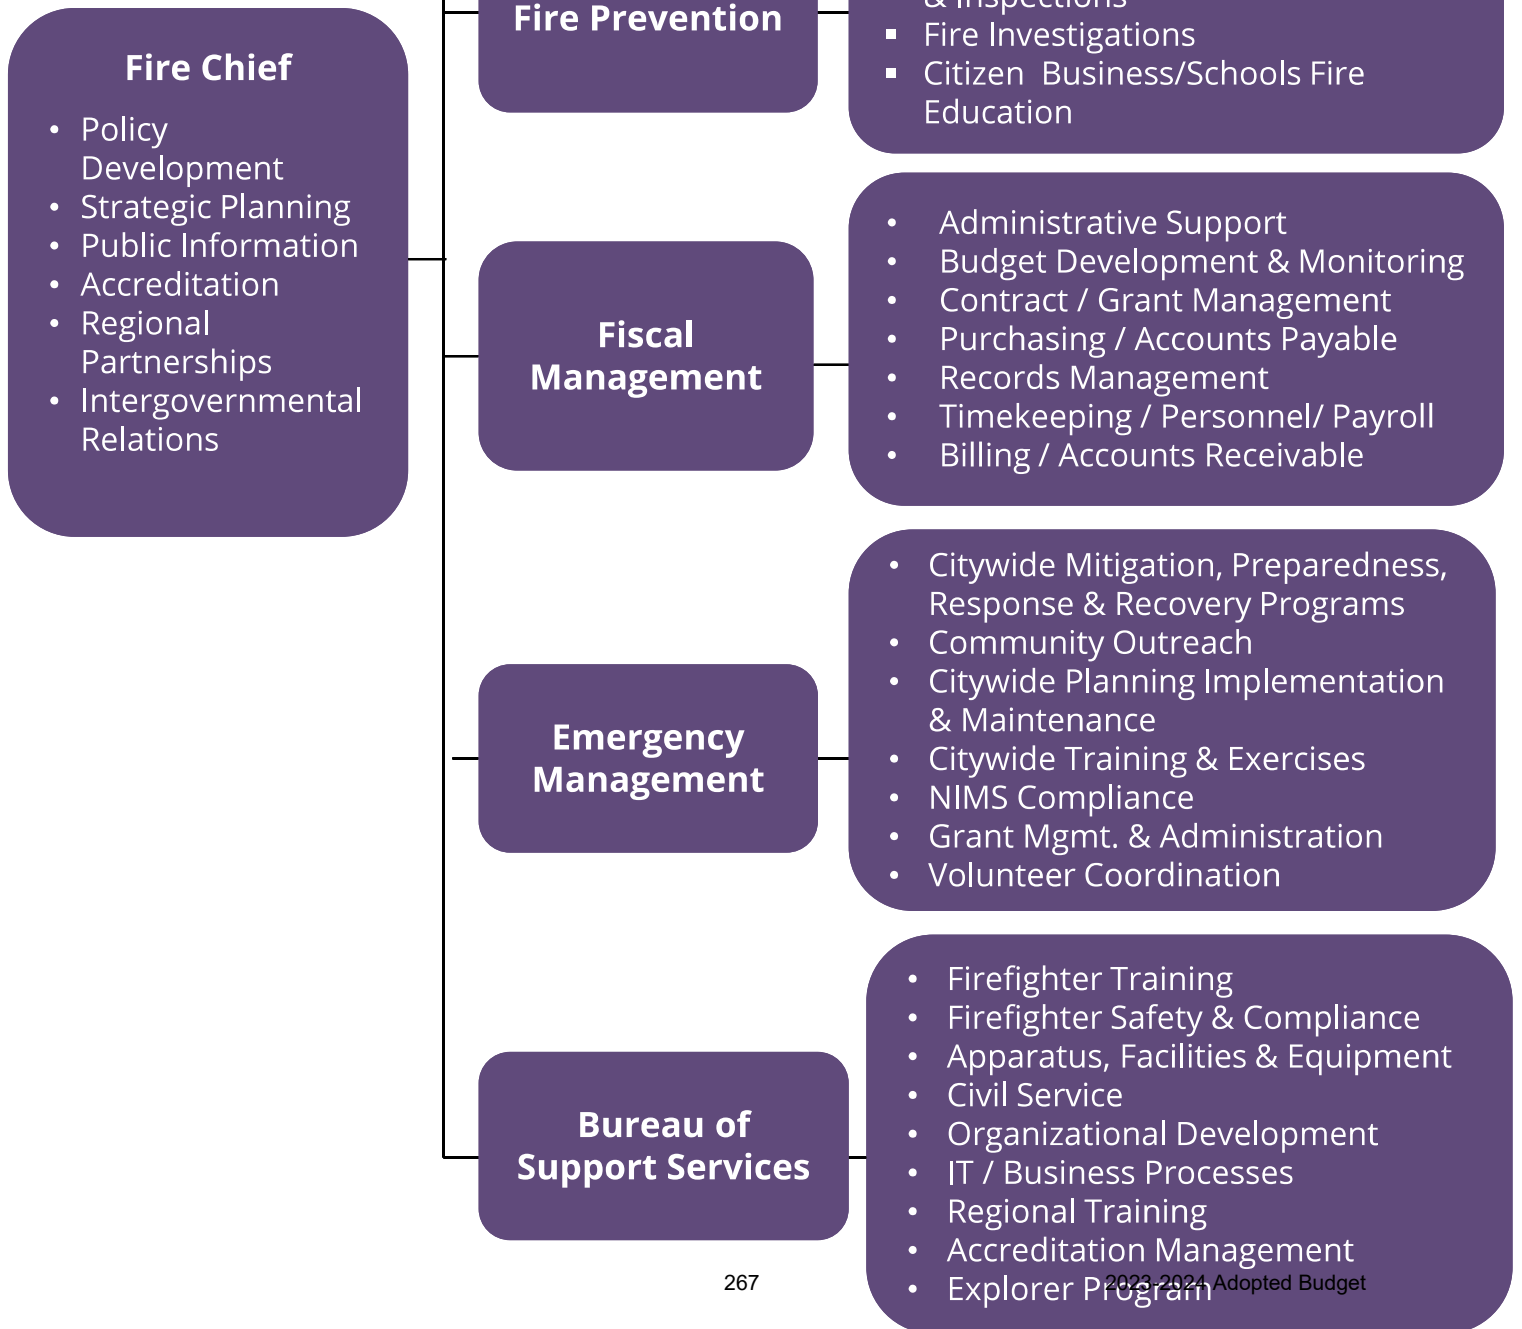 Fire Chief
• Policy
Development
• Strategic Planning
• Public Information
• Accreditation
• Regional
Partnerships
• Intergovernmental
Relations
Fire Prevention
& Inspections
▪ Fire Investigations
▪ Citizen  Business/Schools Fire
Education
Fiscal
Management
• Administrative Support
• Budget Development & Monitoring
• Contract / Grant Management
• Purchasing / Accounts Payable
• Records Management
• Timekeeping / Personnel/ Payroll
• Billing / Accounts Receivable
Emergency
Management
• Citywide Mitigation, Preparedness,
Response & Recovery Programs
• Community Outreach
• Citywide Planning Implementation
& Maintenance
• Citywide Training & Exercises
• NIMS Compliance
• Grant Mgmt. & Administration
• Volunteer Coordination
Bureau of
Support Services
• Firefighter Training
• Firefighter Safety & Compliance
• Apparatus, Facilities & Equipment
• Civil Service
• Organizational Development
• IT / Business Processes
• Regional Training
• Accreditation Management
• Explorer Program
267
2023-2024 Adopted Budget